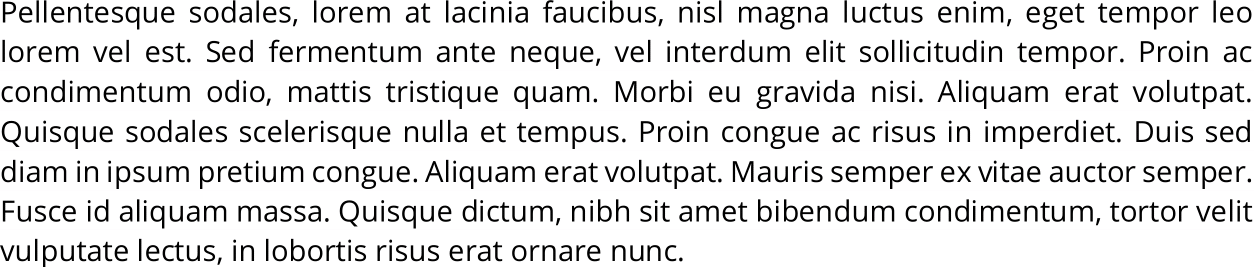 Pellentesque sodales, lorem at lacinia faucibus, nisl magna luctus enim, eget tempor leo
lorem vel est. Sed fermentum ante neque, vel interdum elit sollicitudin tempor. Proin ac
condimentum odio, mattis tristique quam. Morbi eu gravida nisi. Aliquam erat volutpat.
Quisque sodales scelerisque nulla et tempus. Proin congue ac risus in imperdiet. Duis sed
diam in ipsum pretium congue. Aliquam erat volutpat. Mauris semper ex vitae auctor semper.
Fusce id aliquam massa. Quisque dictum, nibh sit amet bibendum condimentum, tortor velit
vulputate lectus, in lobortis risus erat ornare nunc.